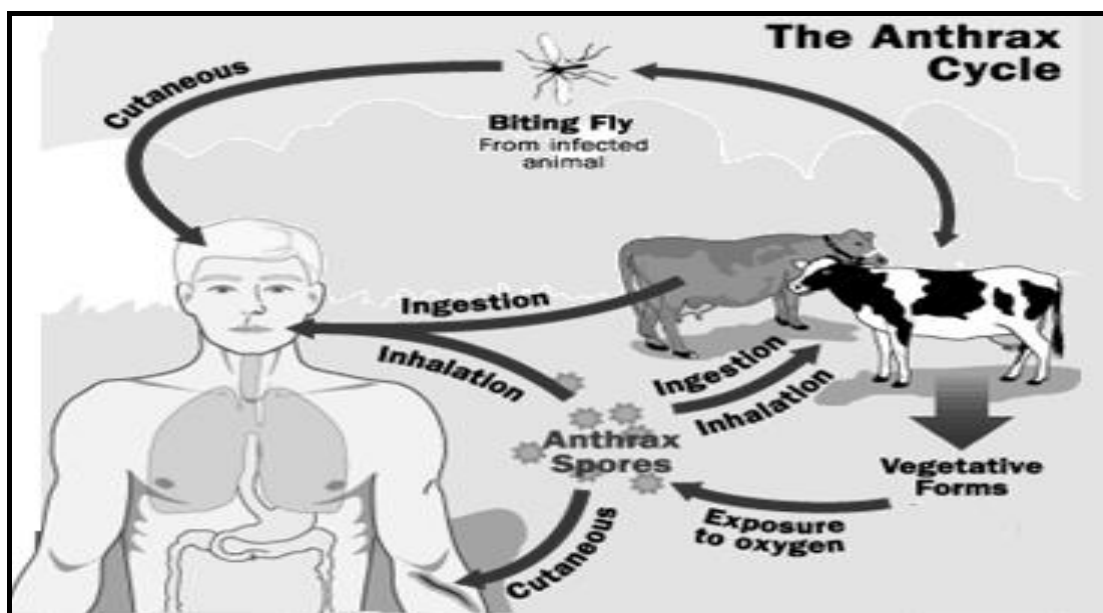 The Anthrax
Cycle
Cutaneous
Biting Fly
From infected
animal
Ingestion
Inhalation
Ingestion
Inhalation
Anthrax
Spores
Vegetative
Forms
Exposure
to oxygen
Cutaneous